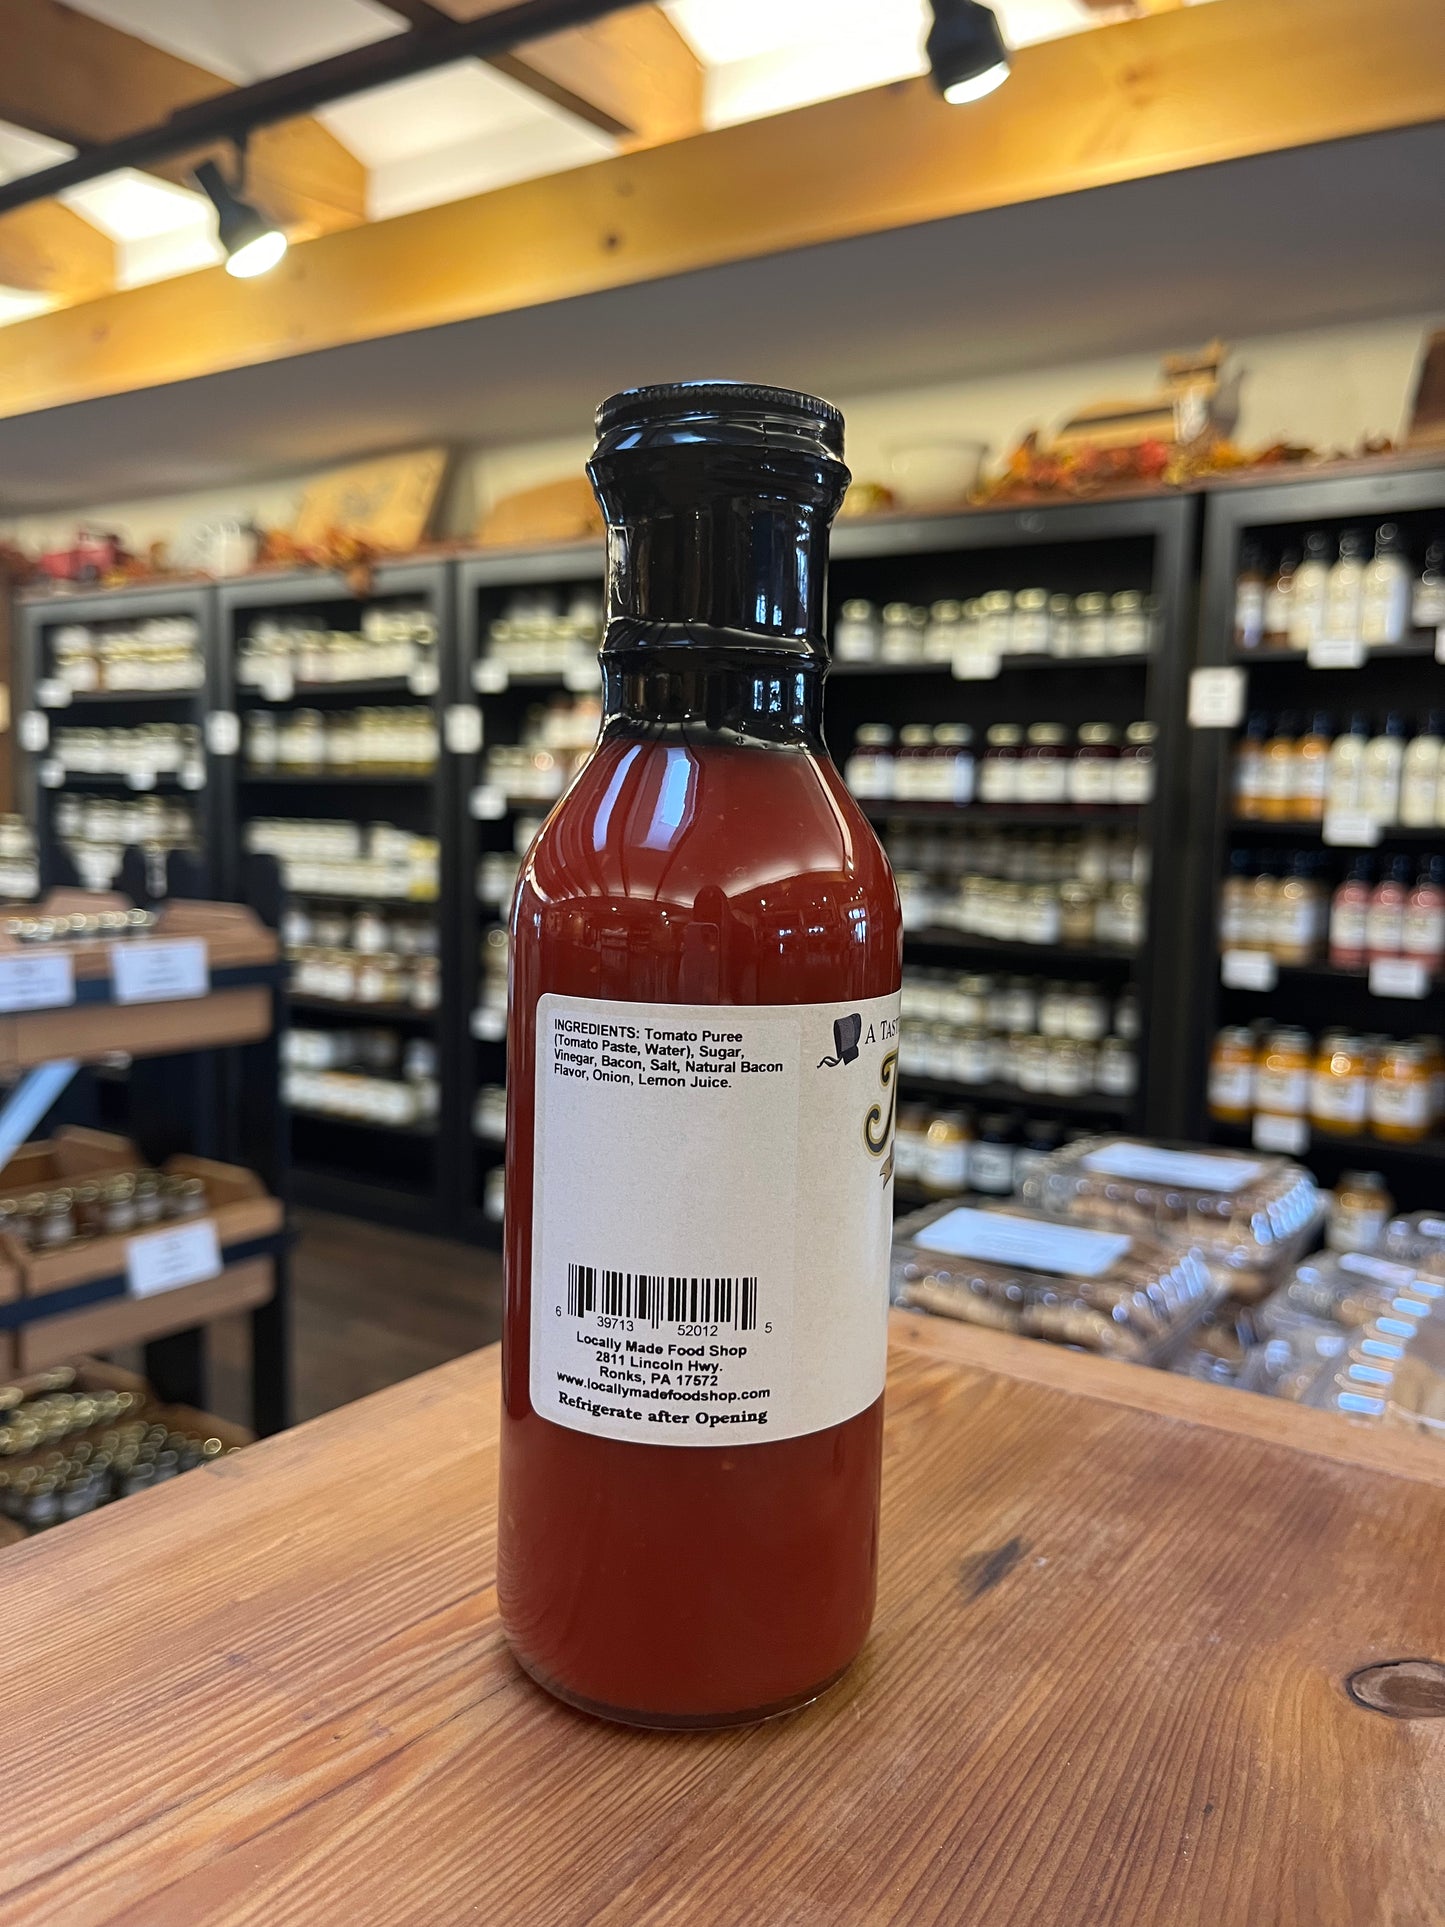 INGREDIENTS: Tomato Puree
(Tomato Paste, Water), Sugar,
Vinegar, Bacon, Salt, Natural Bacon
Flavor, Onion, Lemon Juice.
A
6 39713 52012 5
Locally Made Food Shop
2811 Lincoln Hwy.
Ronks, PA 17572
www.locallymadefoodshop.com
Refrigerate after Opening